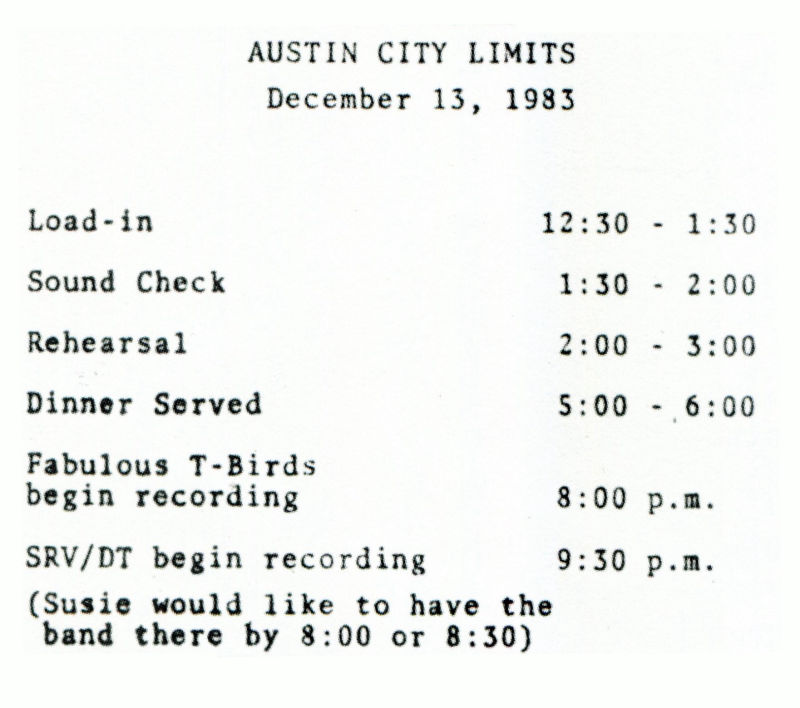 AUSTIN CITY LIMITS
December 13, 1983
Load-in 12:30 - 1:30
Sound Check 1:30 - 2:00
Rehearsal 2:00 - 3:00
Dinner Served 5:00 - 6:00
Fabulous T-Birds
begin recording 8:00 p.m.
SRV/DT begin recording 9:30 p.m.
(Susie would like to have the
band there by 8:00 or 8:30)